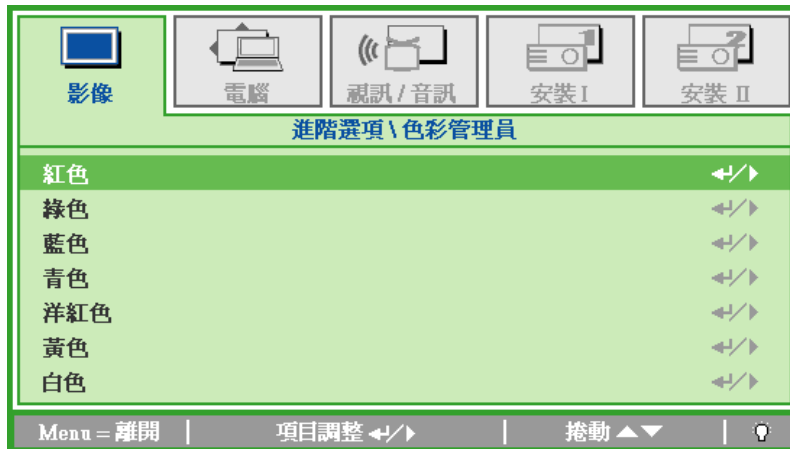 影像 電腦 視訊 / 音訊 安裝 I 安裝 II
進階選項 \ 色彩管理員
紅色
綠色
藍色
青色
洋紅色
黃色
白色
Menu = 離開 項目調整 捲動